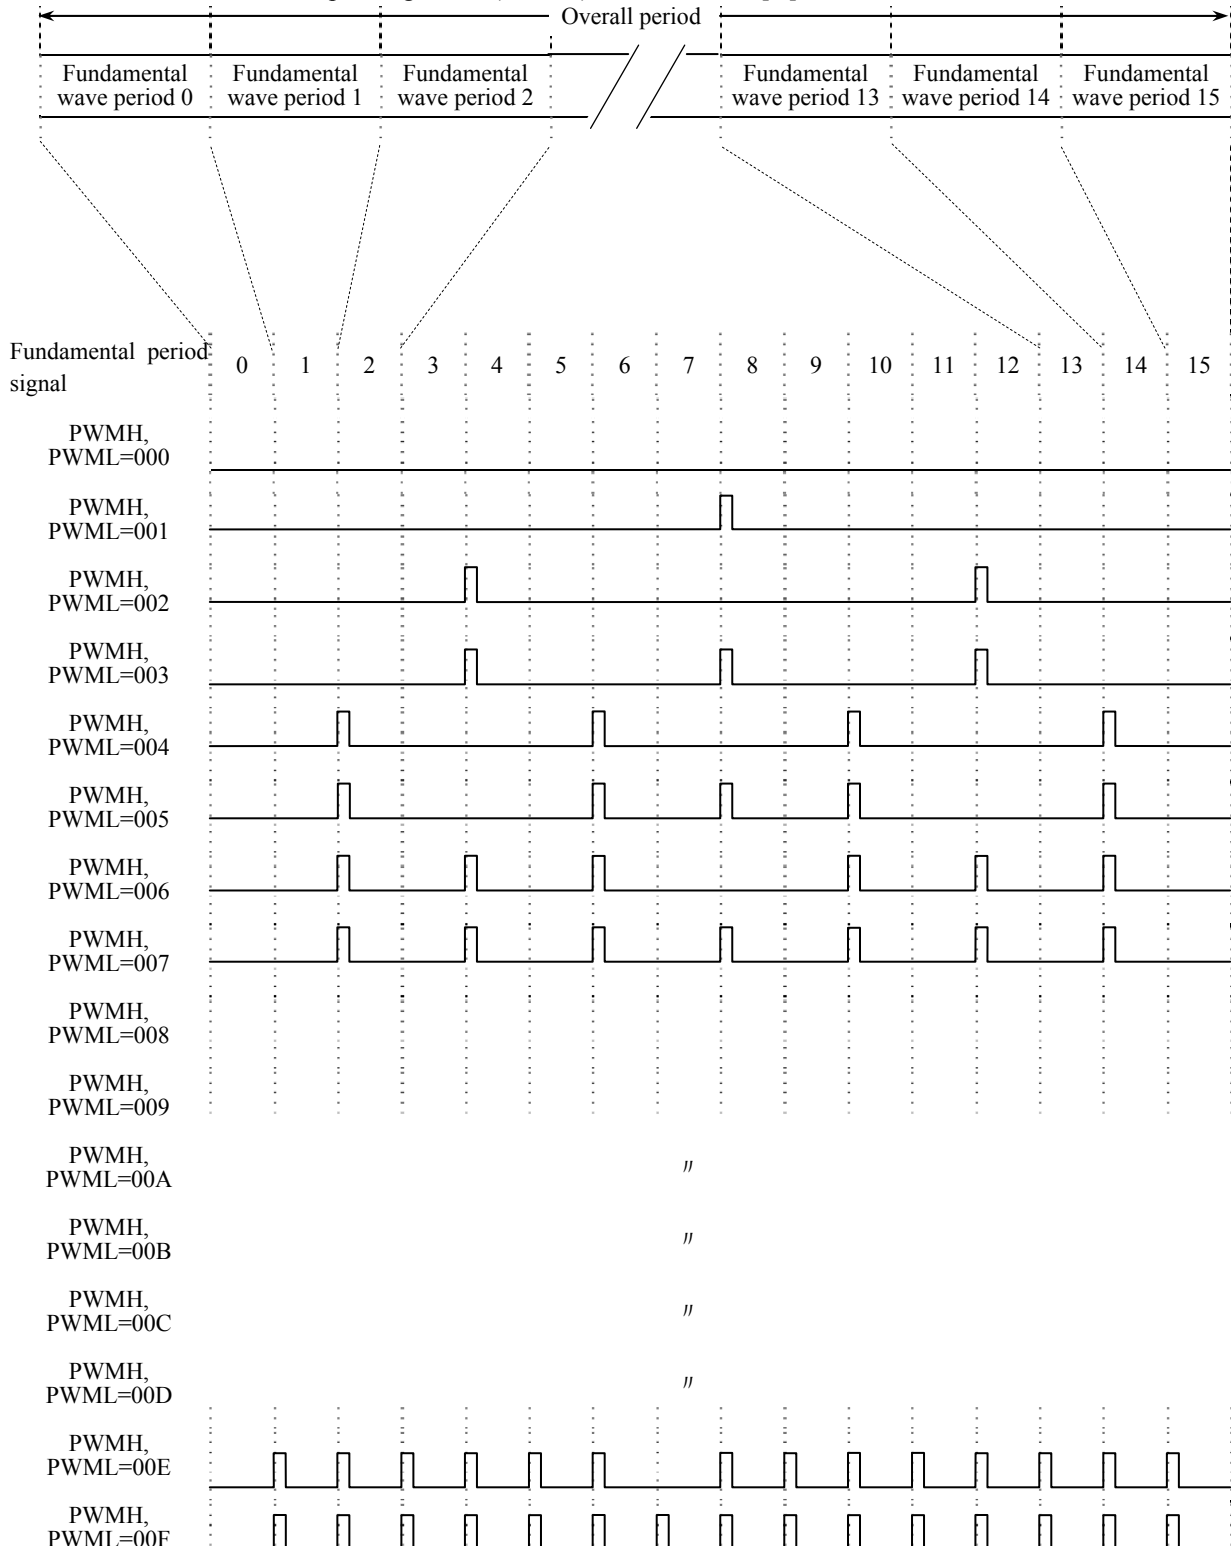 Overall period
Fundamental wave period 0
Fundamental wave period 1
Fundamental wave period 2
Fundamental wave period 13
Fundamental wave period 14
Fundamental wave period 15
Fundamental period signal
0 1 2 3 4 5 6 7 8 9 10 11 12 13 14 15
PWMH,
PWML=000
PWMH,
PWML=001
PWMH,
PWML=002
PWMH,
PWML=003
PWMH,
PWML=004
PWMH,
PWML=005
PWMH,
PWML=006
PWMH,
PWML=007
PWMH,
PWML=008
PWMH,
PWML=009
PWMH,
PWML=00A
〃
PWMH,
PWML=00B
〃
PWMH,
PWML=00C
〃
PWMH,
PWML=00D
〃
PWMH,
PWML=00E
PWMH,
PWML=00F